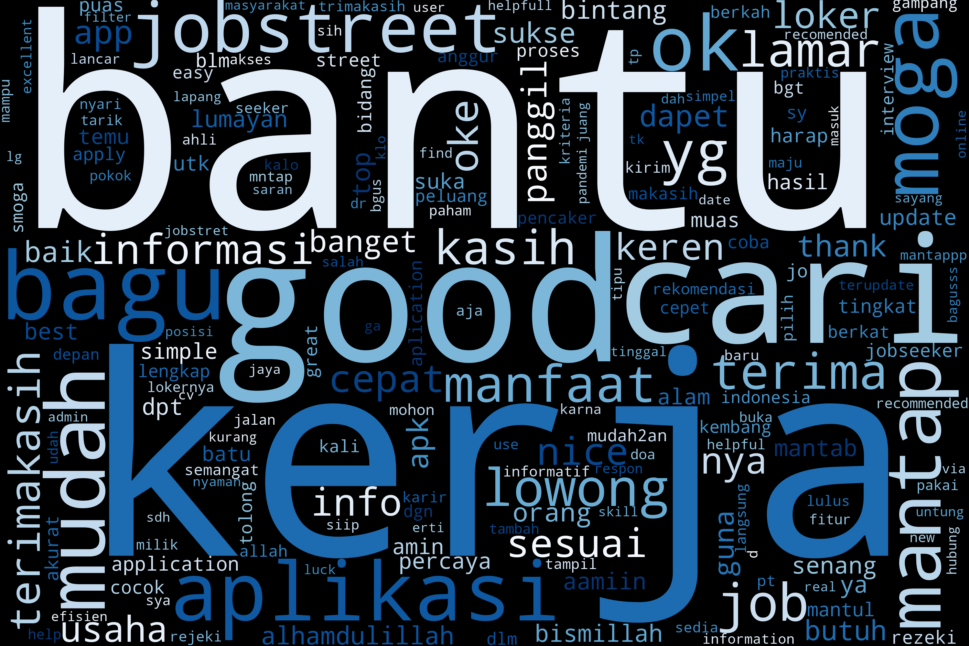 puas
filter
masyarakat
trimakasih
user
helpfull
bintang
berkah
gampang
app
jobstreet
sukse
loker
recomended
excellent
lancar
sih
blm
akses
street
anggur
proses
ok
lamar
tp
moga
interview
easy
bidang
panggil
bgt
praktis
mampu
bantu
nyari
tarik
temu
apply
pokok
lapang
seeker
lumayan
ahli
utk
kalo
mntap
saran
top
dr
bgus
klo
oke
find
suka
peluang
paham
kriteria
pandemi
juang
dah
simpel
dapet
tk
yg
kirim
makasih
date
muas
sy
harap
masuk
maju
hasil
online
sayang
update
lg
smoga
pencaker
jobstret
baik
informasi
banget
kasih
keren
coba
thank
mantappp
salah
bagu
good
cari
tipu
rekomendasi
cepet
jo
pilih
terupdate
tingkat
berkat
bagusss
ga
aja
application
best
posisi
great
tinggal
jobseeker
baru
simple
depan
lengkap
jaya
lokernya
cv
cepat
manfaat
terima
alam
indonesia
recommended
dpt
mohon
karna
buka
kembang
admin
jalan
kurang
batu
kali
apk
use
nice
mudah2an
doa
helpful
mantab
terimakasih
mudah
udah
kerja
semangat
nyaman
informatif
respon
nya
via
pakai
mantap
tolong
info
karir
dgn
lowong
skill
orang
lulus
fitur
untung
sdh
siip
erti
tambah
guna
langsung
new
hubung
akurat
milik
allah
amin
sesuai
d
application
luck
percaya
tampil
senang
cocok
sya
aplikasi
aamiin
job
pt
real
ya
efisien
mantul
help
usaha
rejeki
alhamdulillah
dlm
bismillah
sedia
information
butuh
rezeki